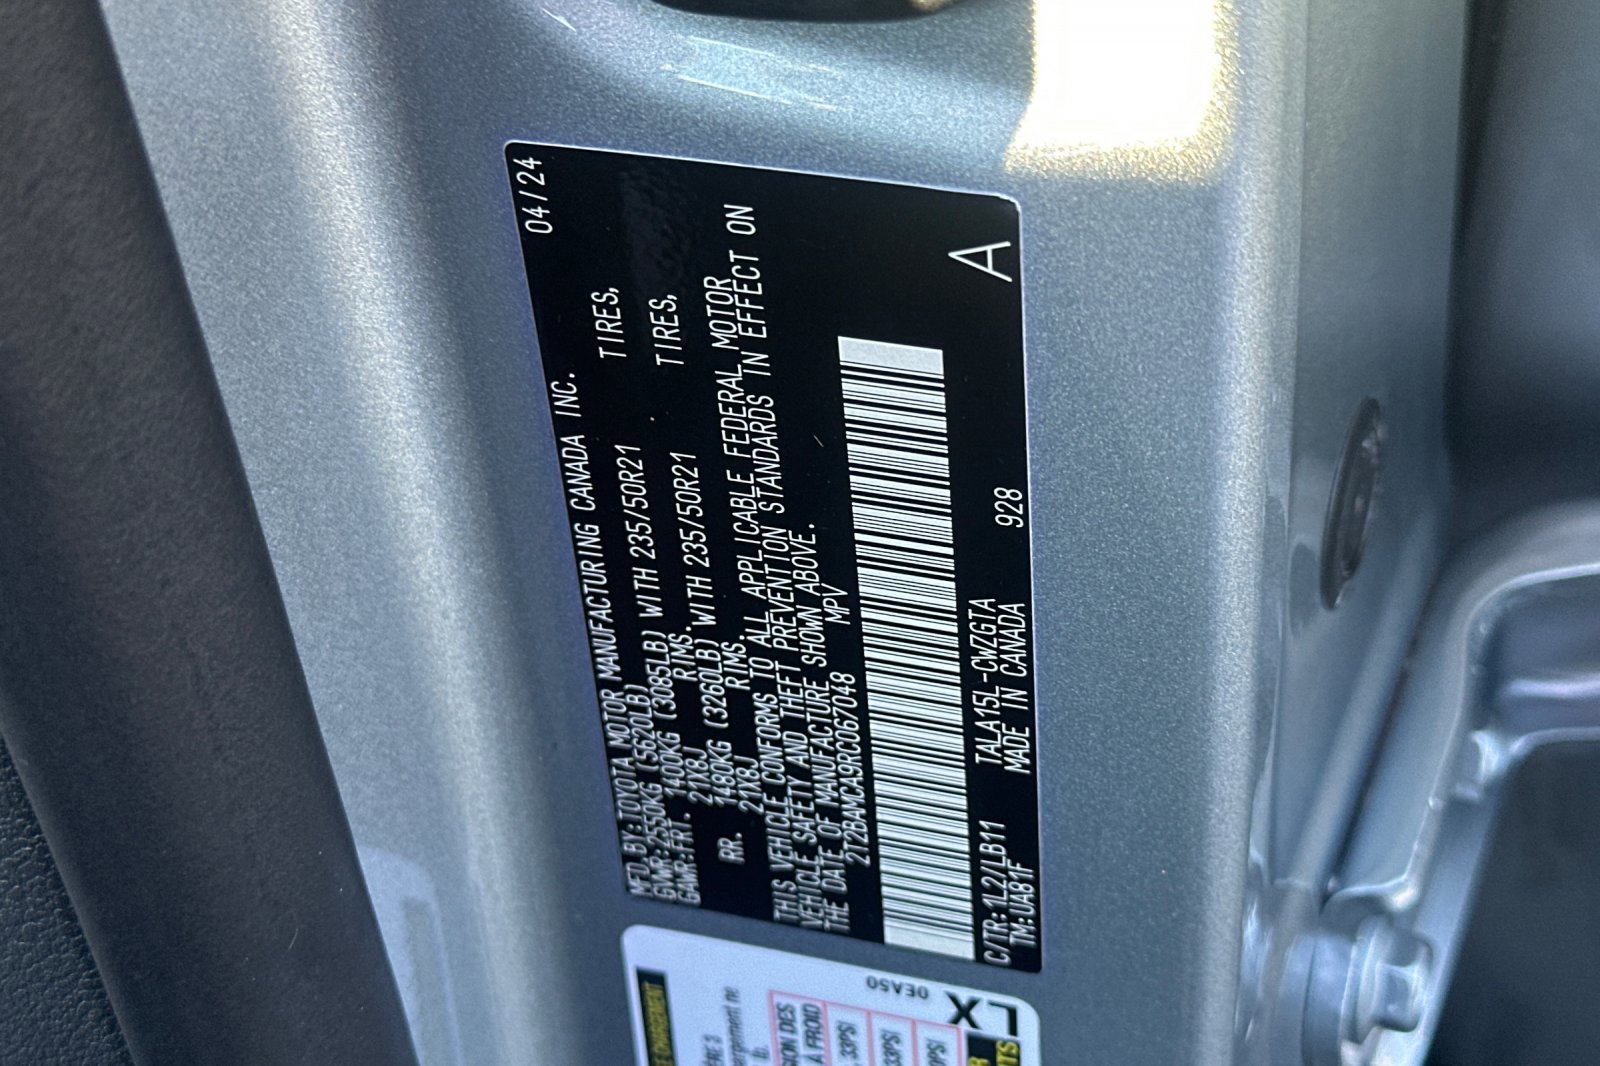 MFD. BY: TOYOTA MOTOR MANUFACTURING CANADA INC. 04/24
GVWR: 2550KG (5620LB)
GAWR: FRT. 1400KG (3085LB) WITH 235/50R21 TIRES,
21X8J RIMS.
RR. 1480KG (3260LB) WITH 235/50R21 TIRES,
21X8J RIMS.
THIS VEHICLE CONFORMS TO ALL APPLICABLE FEDERAL MOTOR
VEHICLE SAFETY AND THEFT PREVENTION STANDARDS IN EFFECT ON
THE DATE OF MANUFACTURE SHOWN ABOVE.
2T2BAMCA9RC067048 MPV
C/TR: 1L2/LB11 TALA15L-CWZGTA 928 A
TM: UA81F MADE IN CANADA
LX 0EA50
À FROID
33PSI
33PSI